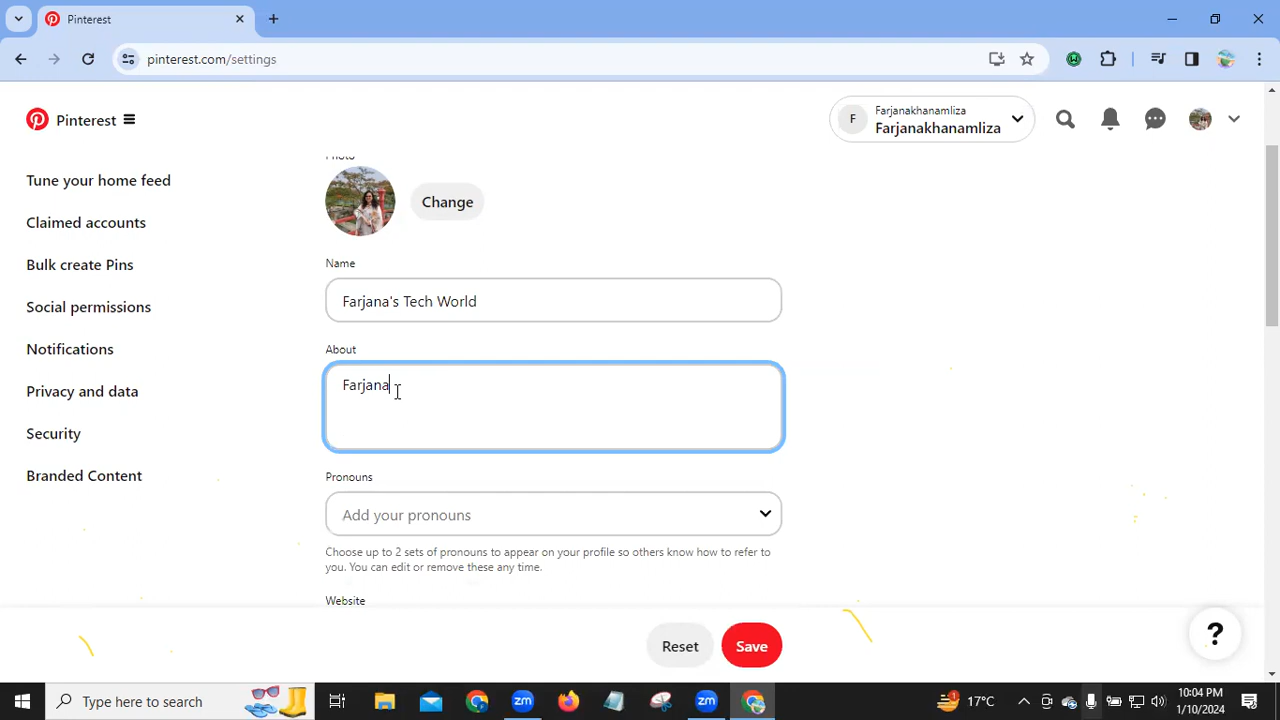 Pinterest
pinterest.com/settings
Pinterest
F
Farjanakhanamliza
Farjanakhanamliza
Tune your home feed
Claimed accounts
Bulk create Pins
Social permissions
Notifications
Privacy and data
Security
Branded Content
Photo
Change
Name
Farjana's Tech World
About
Farjana
Pronouns
Add your pronouns
Choose up to 2 sets of pronouns to appear on your profile so others know how to refer to
you. You can edit or remove these any time.
Website
Reset
Save
?
Type here to search
zm
zm
1
17°C
10:04 PM
1/10/2024